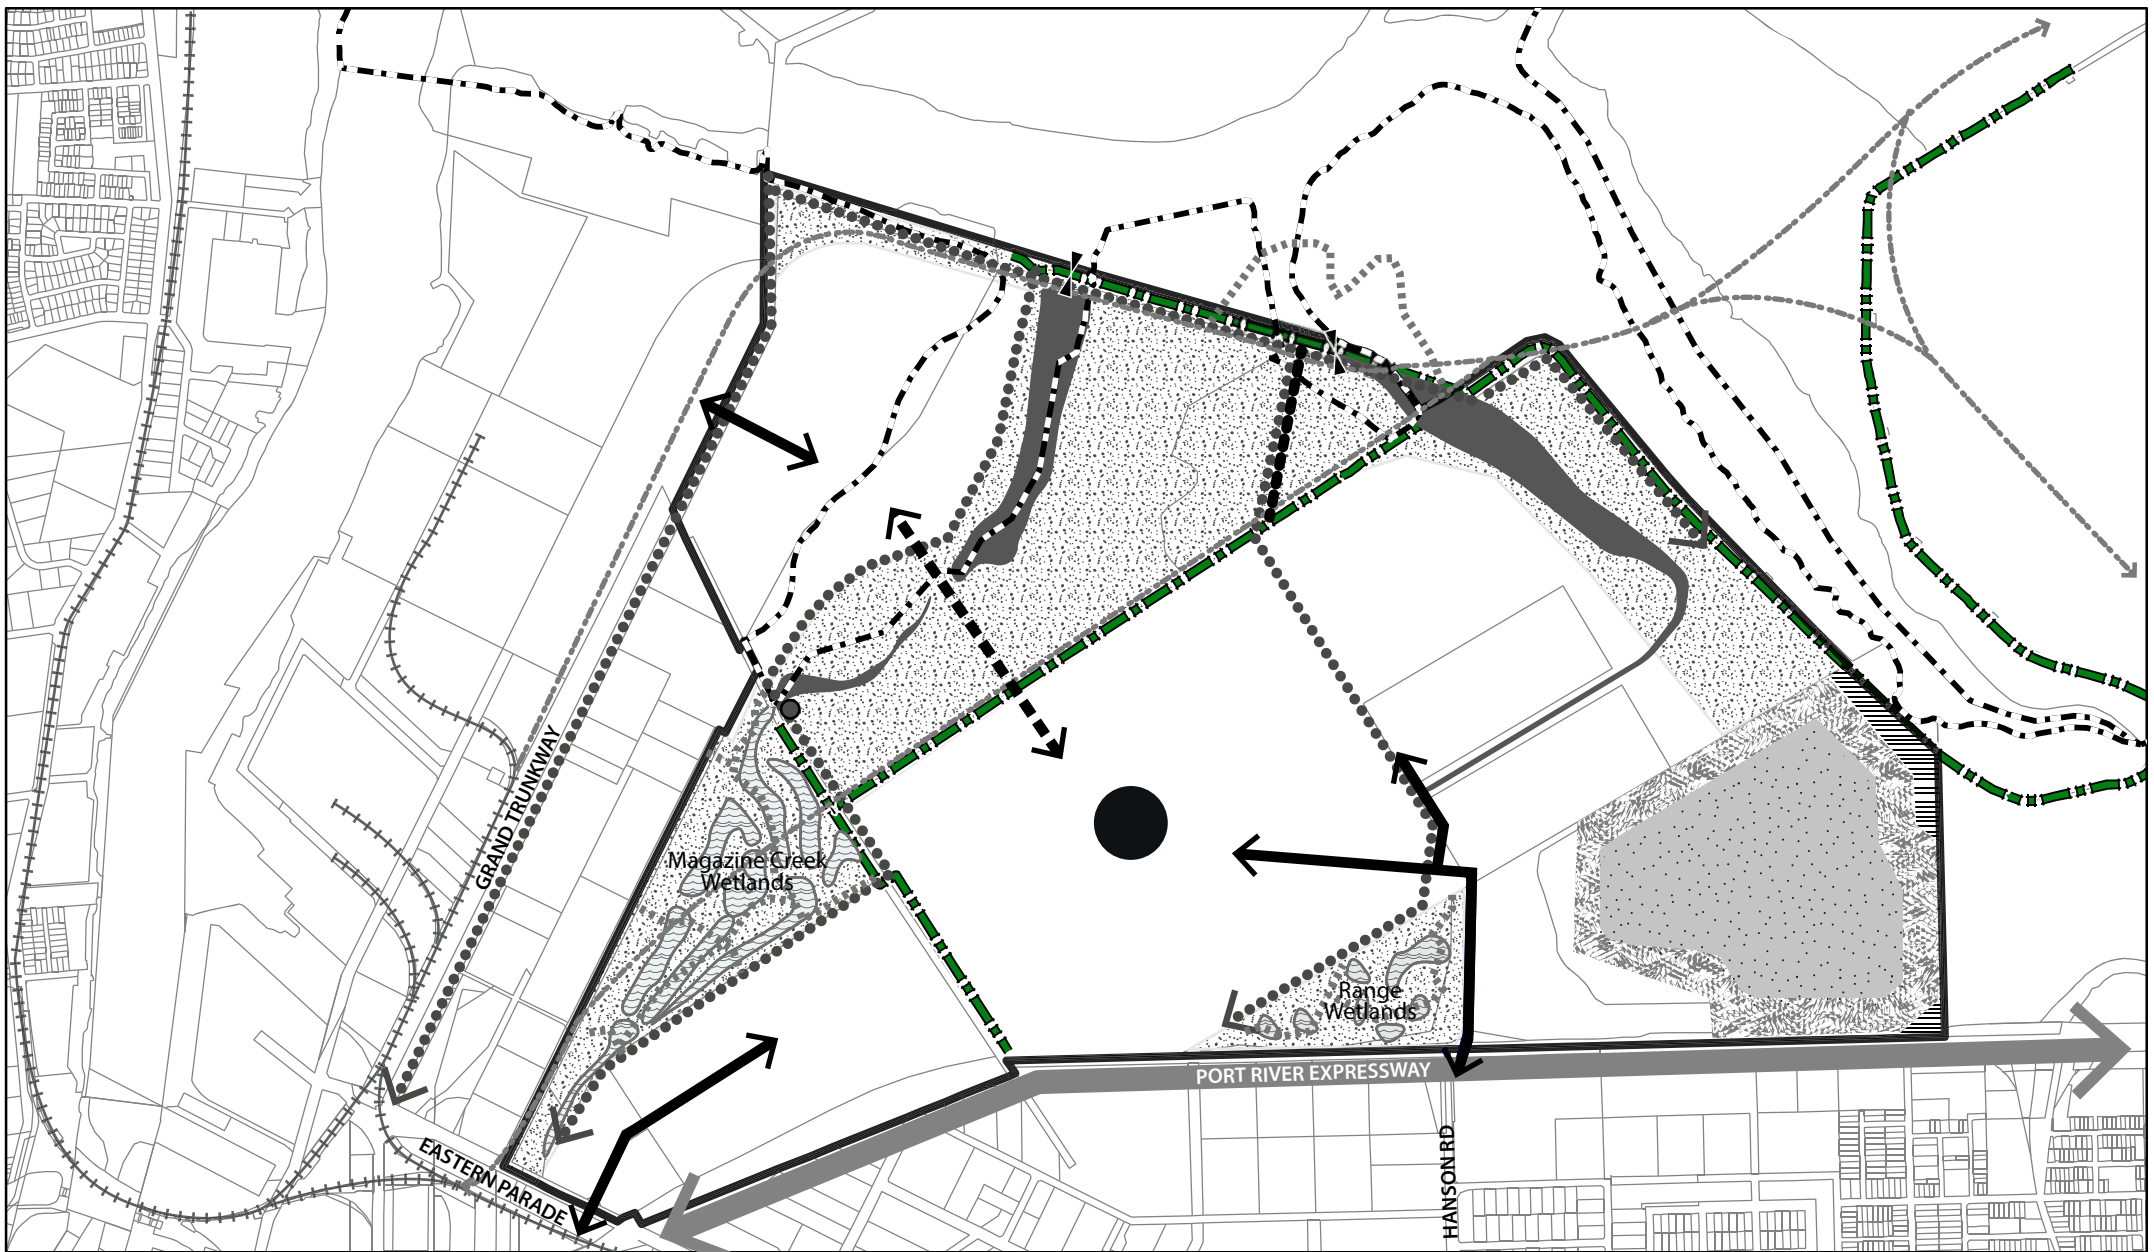 GRAND TRUNKWAY
Magazine Creek
Wetlands
Range
Wetlands
PORT RIVER EXPRESSWAY
EASTERN PARADE
HANSON RD